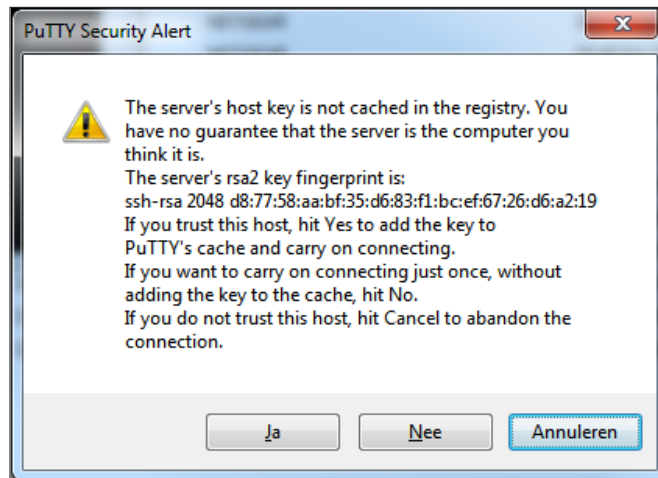 PuTTY Security Alert
The server's host key is not cached in the registry. You
have no guarantee that the server is the computer you
think it is.
The server's rsa2 key fingerprint is:
ssh-rsa 2048 d8:77:58:aa:bf:35:d6:83:f1:bc:ef:67:26:d6:a2:19
If you trust this host, hit Yes to add the key to
PuTTY's cache and carry on connecting.
If you want to carry on connecting just once, without
adding the key to the cache, hit No.
If you do not trust this host, hit Cancel to abandon the
connection.
Ja Nee Annuleren